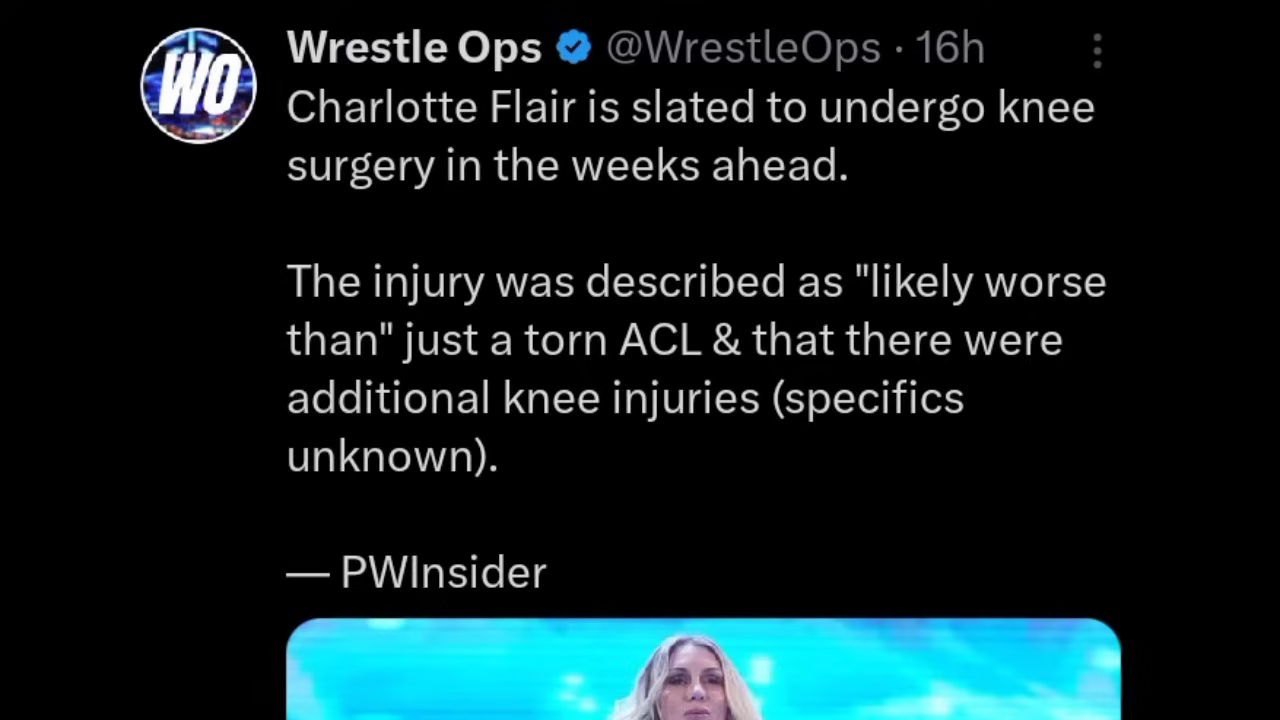 WO
Wrestle Ops @WrestleOps · 16h
Charlotte Flair is slated to undergo knee
surgery in the weeks ahead.
The injury was described as "likely worse
than" just a torn ACL & that there were
additional knee injuries (specifics
unknown).
— PWInsider